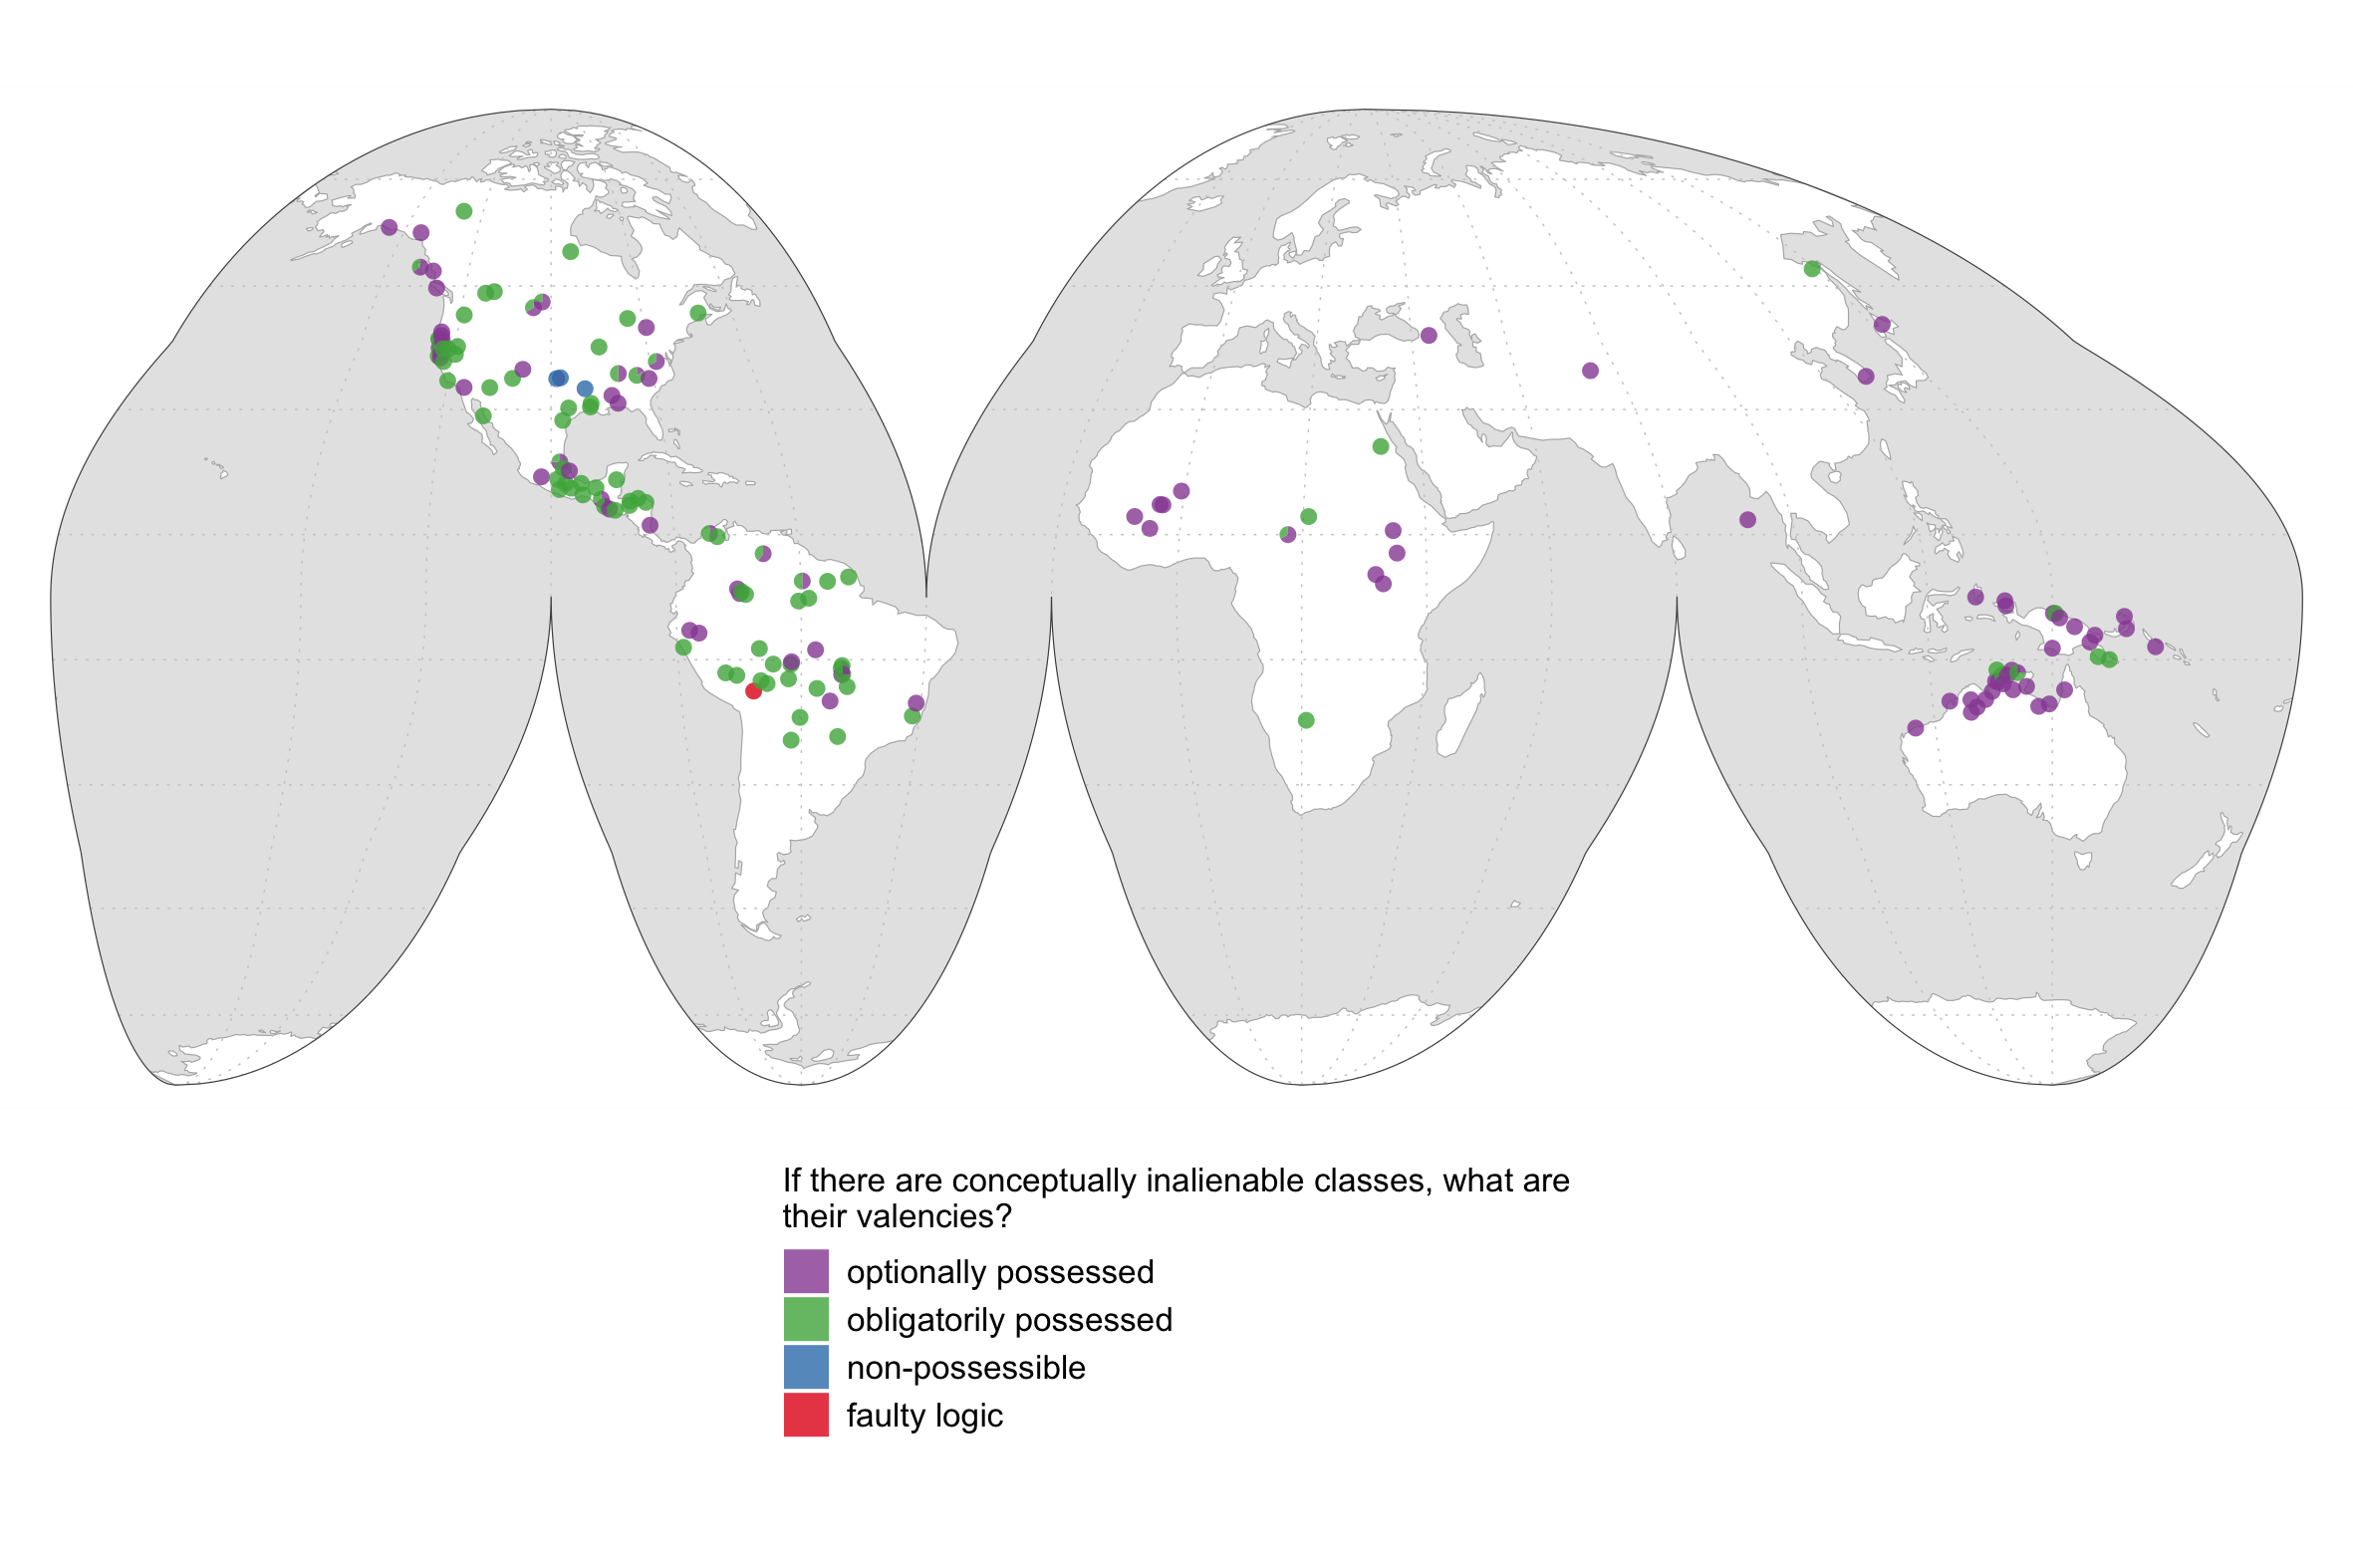 If there are conceptually inalienable classes, what are
their valencies?
optionally possessed
obligatorily possessed
non-possessible
faulty logic